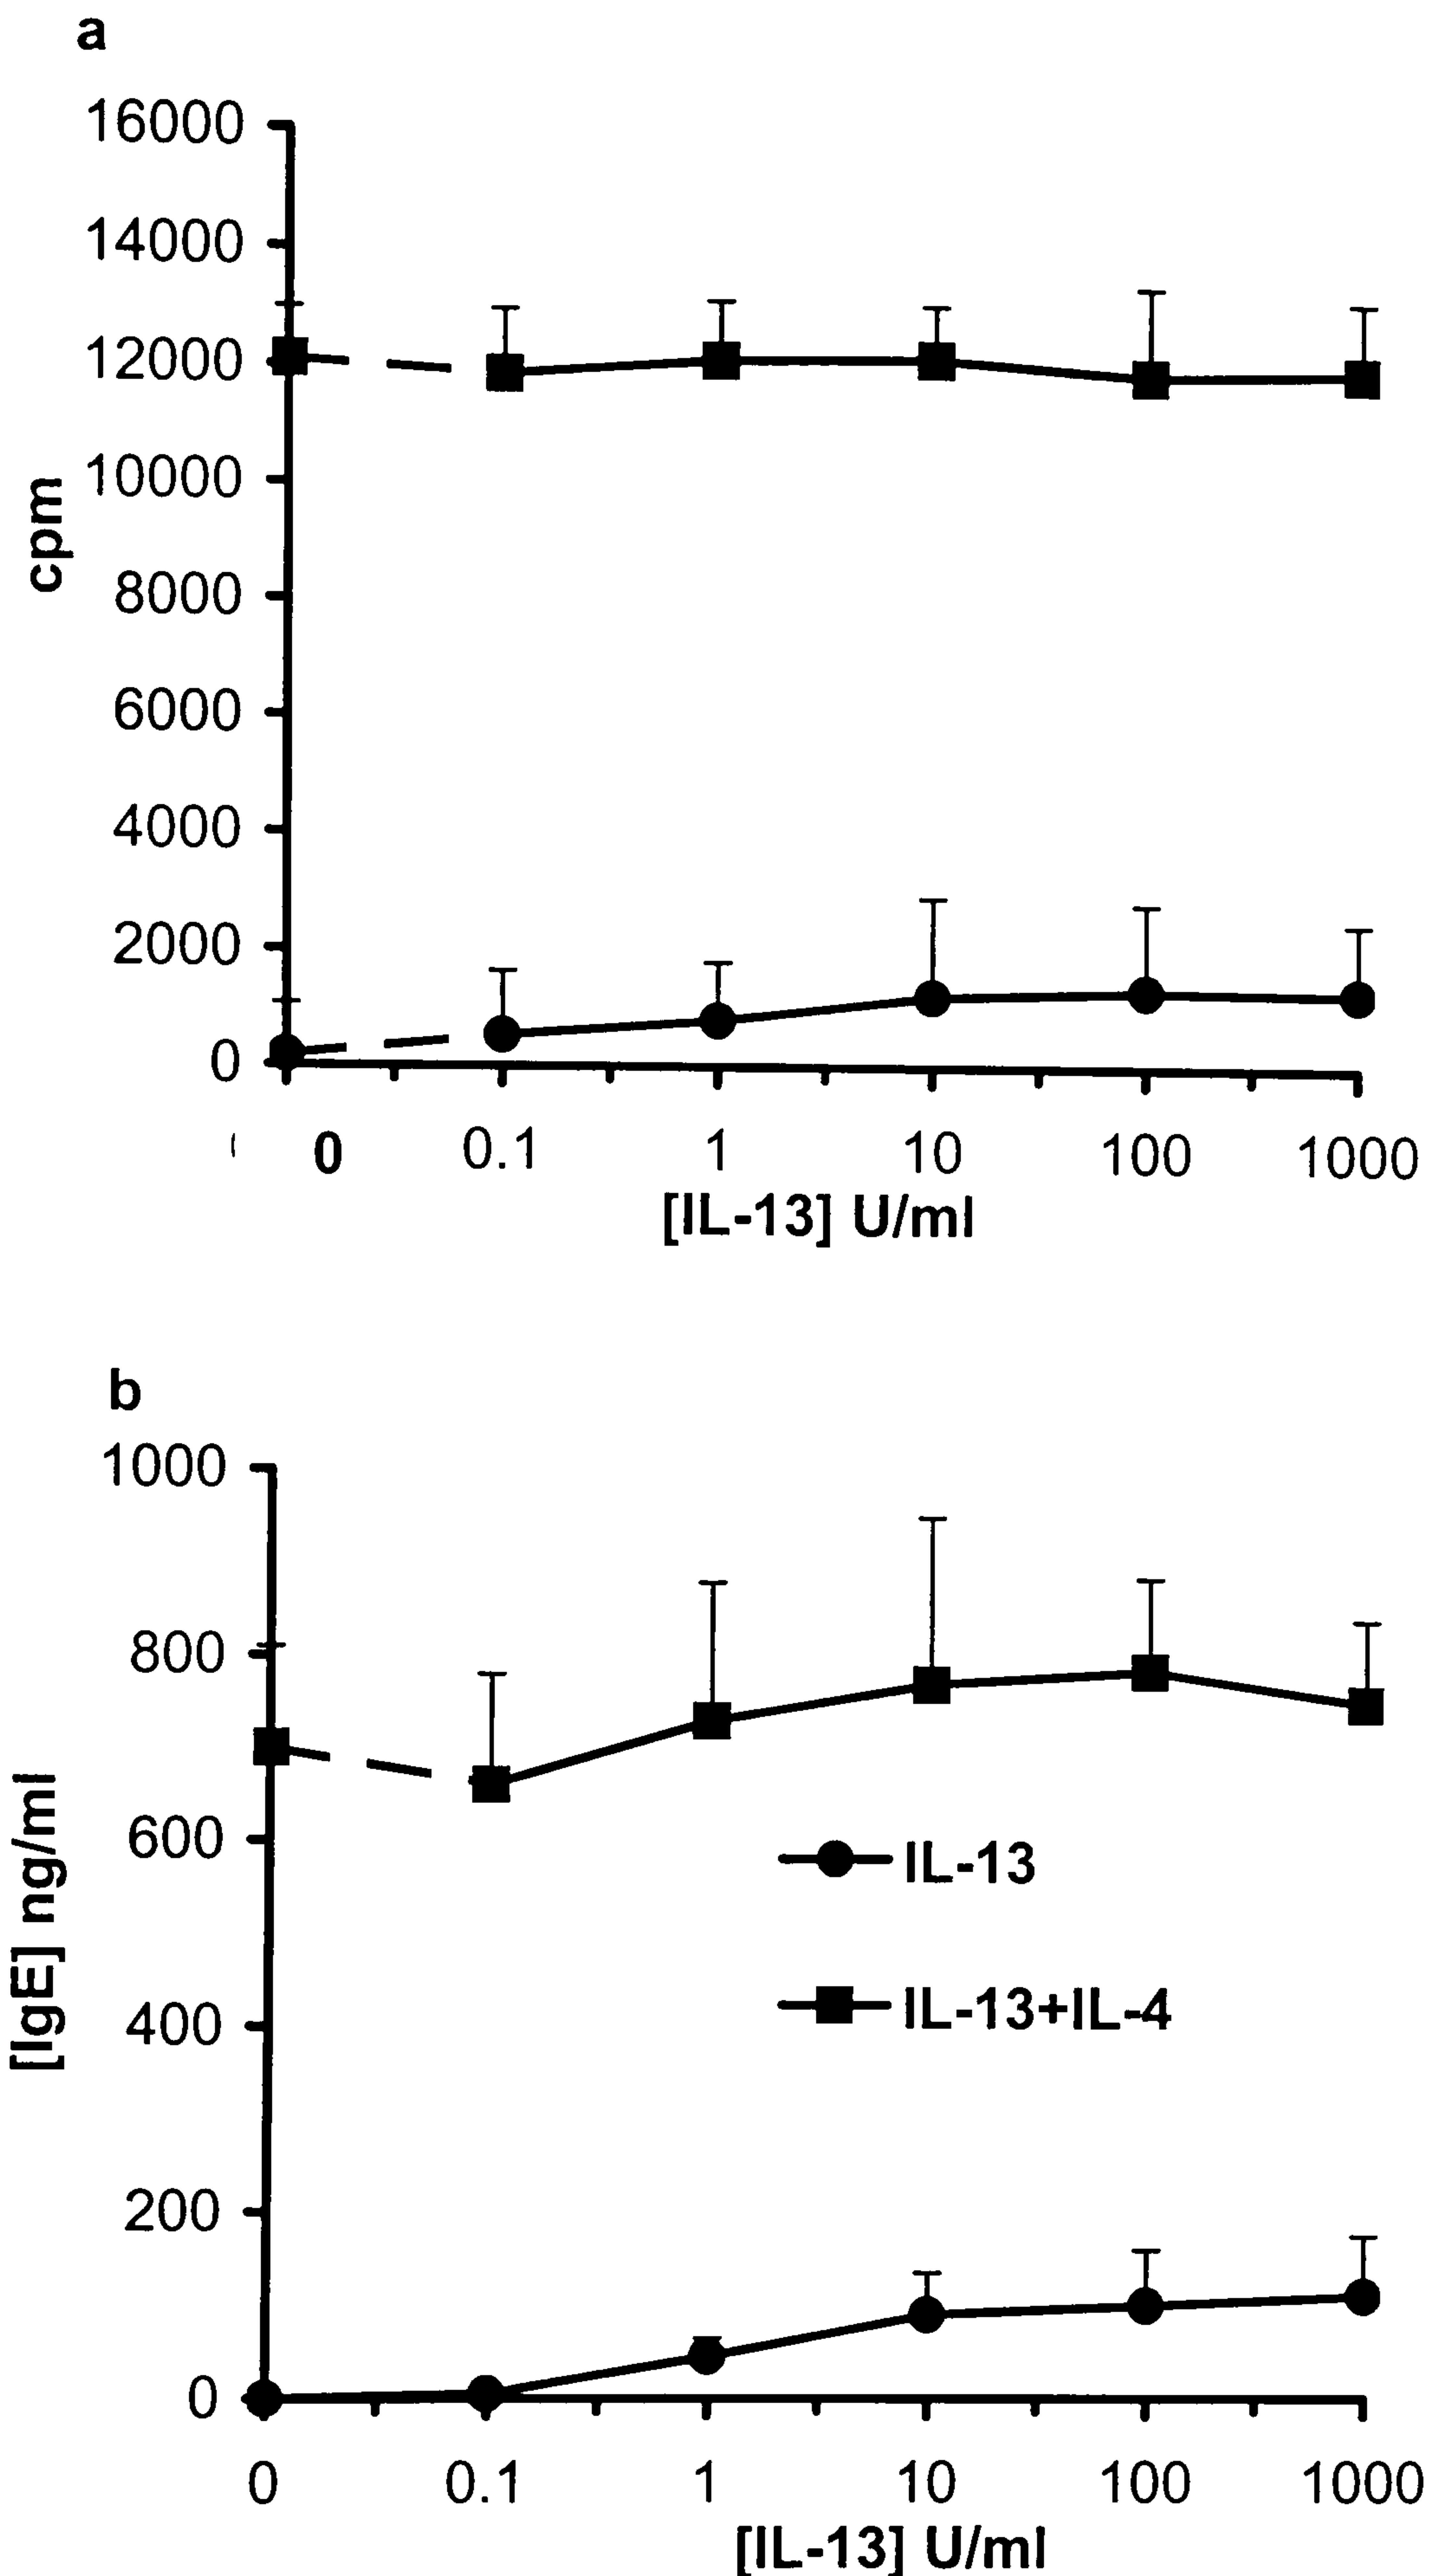 a
16000
14000
12000
10000
8000
6000
4000
2000
0
cpm
0 0.1 1 10 100 1000
[IL-13] U/ml
b
1000
800
600
400
200
0
[IgE] ng/ml
IL-13
IL-13+IL-4
0 0.1 1 10 100 1000
[IL-13] U/ml